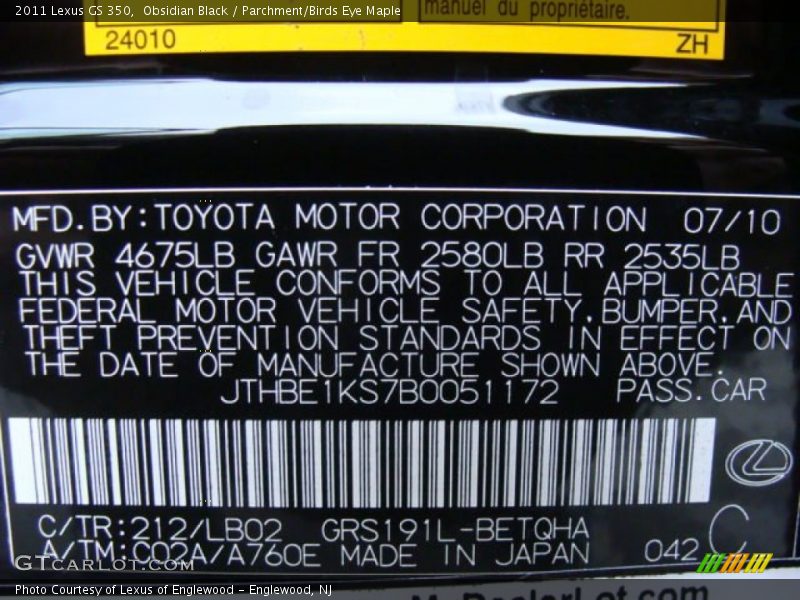 2011 Lexus GS 350, Obsidian Black / Parchment/Birds Eye Maple
manuel du propriétaire.
24010 ZH
MFD.BY:TOYOTA MOTOR CORPORATION 07/10
GVWR 4675LB GAWR FR 2580LB RR 2535LB
THIS VEHICLE CONFORMS TO ALL APPLICABLE
FEDERAL MOTOR VEHICLE SAFETY,BUMPER,AND
THEFT PREVENTION STANDARDS IN EFFECT ON
THE DATE OF MANUFACTURE SHOWN ABOVE.
JTHBE1KS7B0051172 PASS.CAR
C/TR:212/LB02 GRS191L-BETQHA C
A/TM:C02A/A760E MADE IN JAPAN 042
GTCARLOT.COM
Photo Courtesy of Lexus of Englewood - Englewood, NJ